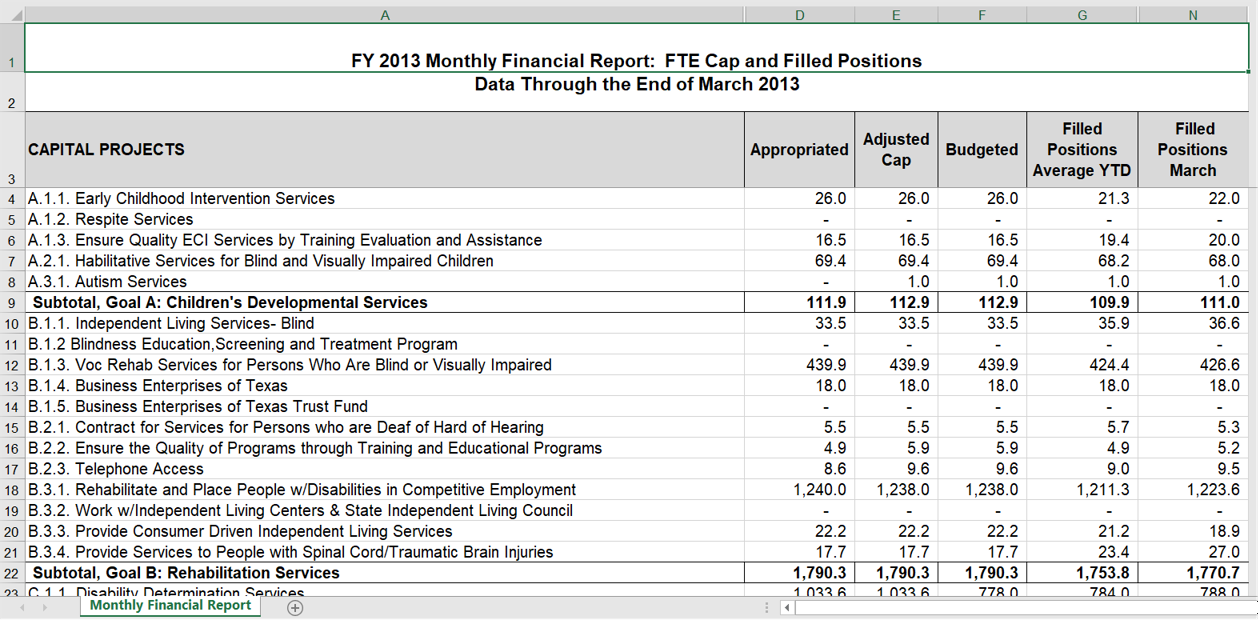 A D E F G N
1 FY 2013 Monthly Financial Report: FTE Cap and Filled Positions
2 Data Through the End of March 2013
3 CAPITAL PROJECTS Appropriated Adjusted Cap Budgeted Filled Positions Average YTD Filled Positions March
4 A.1.1. Early Childhood Intervention Services 26.0 26.0 26.0 21.3 22.0
5 A.1.2. Respite Services - - - - -
6 A.1.3. Ensure Quality ECI Services by Training Evaluation and Assistance 16.5 16.5 16.5 19.4 20.0
7 A.2.1. Habilitative Services for Blind and Visually Impaired Children 69.4 69.4 69.4 68.2 68.0
8 A.3.1. Autism Services - 1.0 1.0 1.0 1.0
9 Subtotal, Goal A: Children's Developmental Services 111.9 112.9 112.9 109.9 111.0
10 B.1.1. Independent Living Services- Blind 33.5 33.5 33.5 35.9 36.6
11 B.1.2 Blindness Education,Screening and Treatment Program - - - - -
12 B.1.3. Voc Rehab Services for Persons Who Are Blind or Visually Impaired 439.9 439.9 439.9 424.4 426.6
13 B.1.4. Business Enterprises of Texas 18.0 18.0 18.0 18.0 18.0
14 B.1.5. Business Enterprises of Texas Trust Fund - - - - -
15 B.2.1. Contract for Services for Persons who are Deaf of Hard of Hearing 5.5 5.5 5.5 5.7 5.3
16 B.2.2. Ensure the Quality of Programs through Training and Educational Programs 4.9 5.9 5.9 4.9 5.2
17 B.2.3. Telephone Access 8.6 9.6 9.6 9.0 9.5
18 B.3.1. Rehabilitate and Place People w/Disabilities in Competitive Employment 1,240.0 1,238.0 1,238.0 1,211.3 1,223.6
19 B.3.2. Work w/Independent Living Centers & State Independent Living Council - - - - -
20 B.3.3. Provide Consumer Driven Independent Living Services 22.2 22.2 22.2 21.2 18.9
21 B.3.4. Provide Services to People with Spinal Cord/Traumatic Brain Injuries 17.7 17.7 17.7 23.4 27.0
22 Subtotal, Goal B: Rehabilitation Services 1,790.3 1,790.3 1,790.3 1,753.8 1,770.7
23 C.1.1. Disability Determination Services 1,033.6 1,033.6 778.0 784.0 788.0
Monthly Financial Report